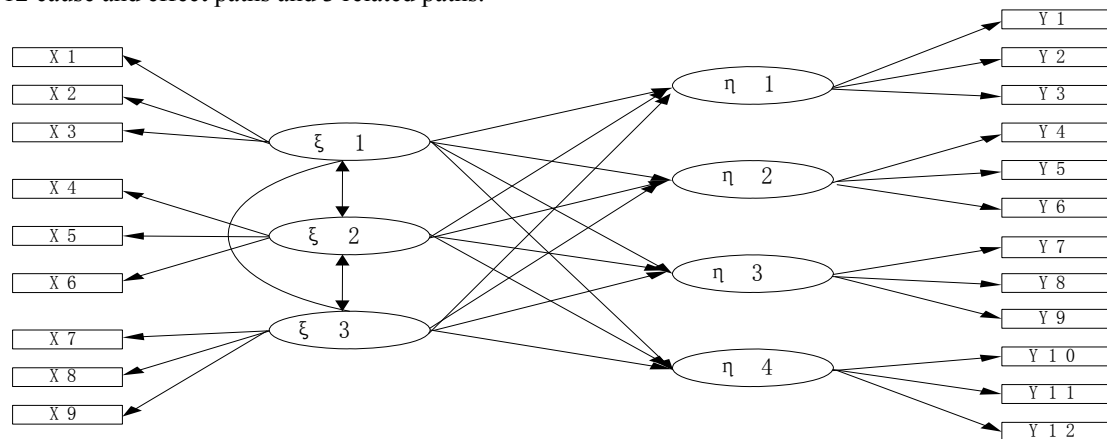 12 cause and effect paths and 3 related paths.
X 1
X 2
X 3
X 4
X 5
X 6
X 7
X 8
X 9
ξ 1
ξ 2
ξ 3
η 1
η 2
η 3
η 4
Y 1
Y 2
Y 3
Y 4
Y 5
Y 6
Y 7
Y 8
Y 9
Y 1 0
Y 1 1
Y 1 2